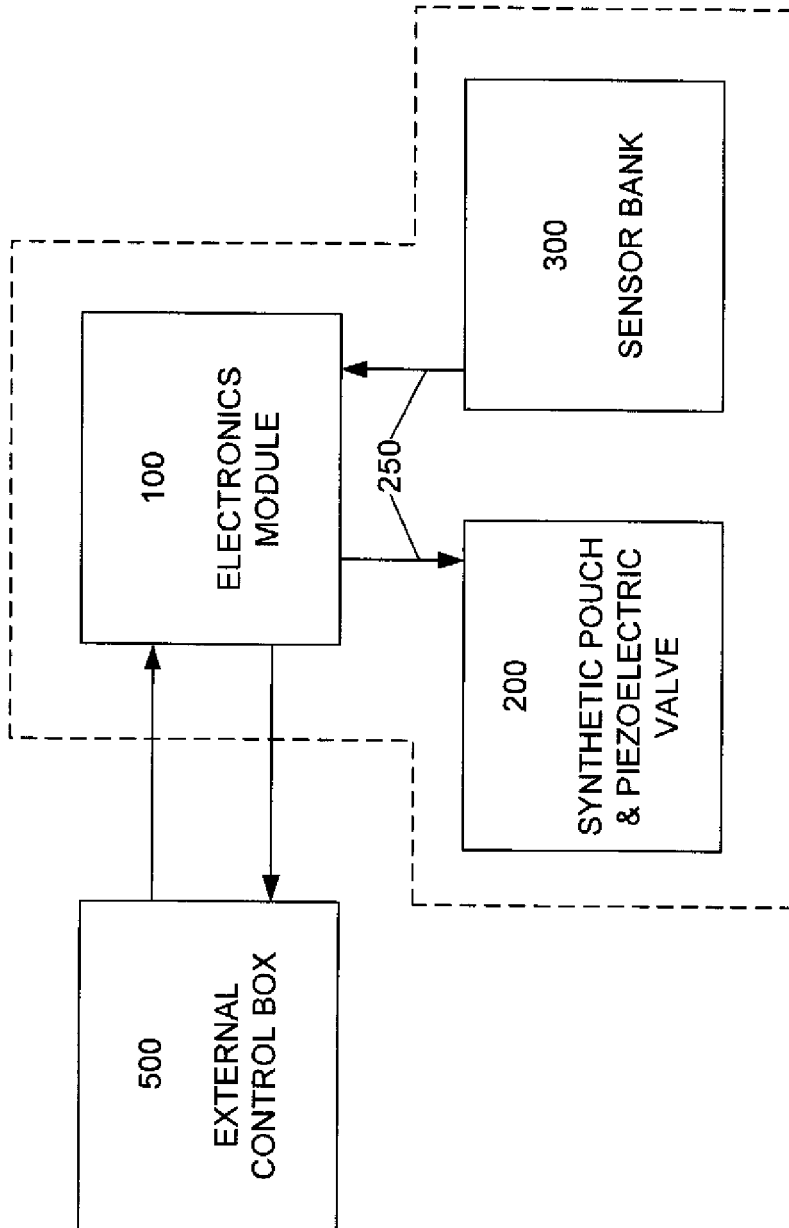 500
EXTERNAL
CONTROL BOX
100
ELECTRONICS
MODULE
250
200
SYNTHETIC POUCH
& PIEZOELECTRIC
VALVE
300
SENSOR BANK